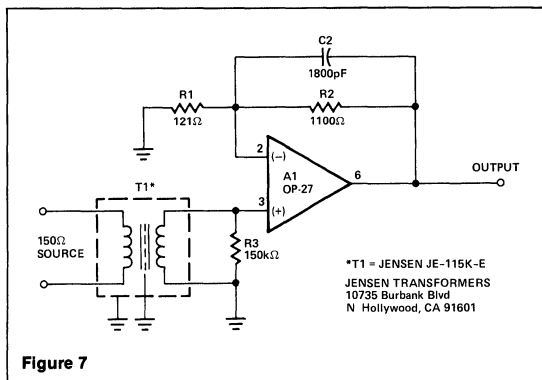 C2
1800pF
R1
121Ω
R2
1100Ω
2
(−)
A1
OP-27
6
OUTPUT
3
(+)
T1*
150Ω
SOURCE
R3
150kΩ
*T1 = JENSEN JE-115K-E
JENSEN TRANSFORMERS
10735 Burbank Blvd
N Hollywood, CA 91601
Figure 7